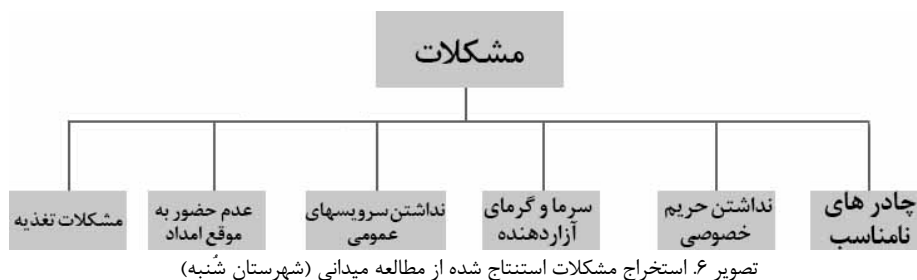 مشکلات
چادر های
نامناسب
نداشتن حریم
خصوصی
سرما و گرمای
آزاردهنده
نداشتن سرویسهای
عمومی
عدم حضور به
موقع امداد
مشکلات تغذیه
تصویر ۶. استخراج مشکلات استنتاج شده از مطالعه میدانی (شهرستان شُنبه)